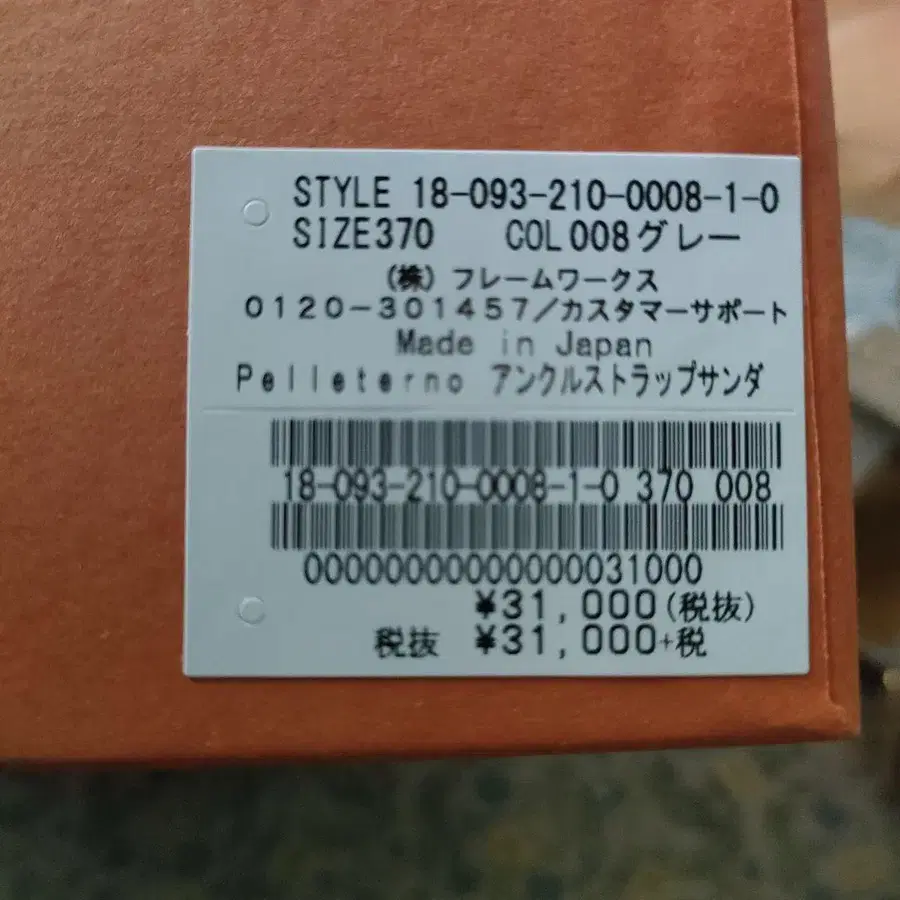 STYLE 18-093-210-0008-1-0
SIZE370 COL008グレー
(株)フレームワークス
0120-301457/カスタマーサポート
Made in Japan
Pelleterno アンクルストラップサンダ
18-093-210-0008-1-0 370 008
0000000000000000031000
¥31,000(税抜)
税抜 ¥31,000+税